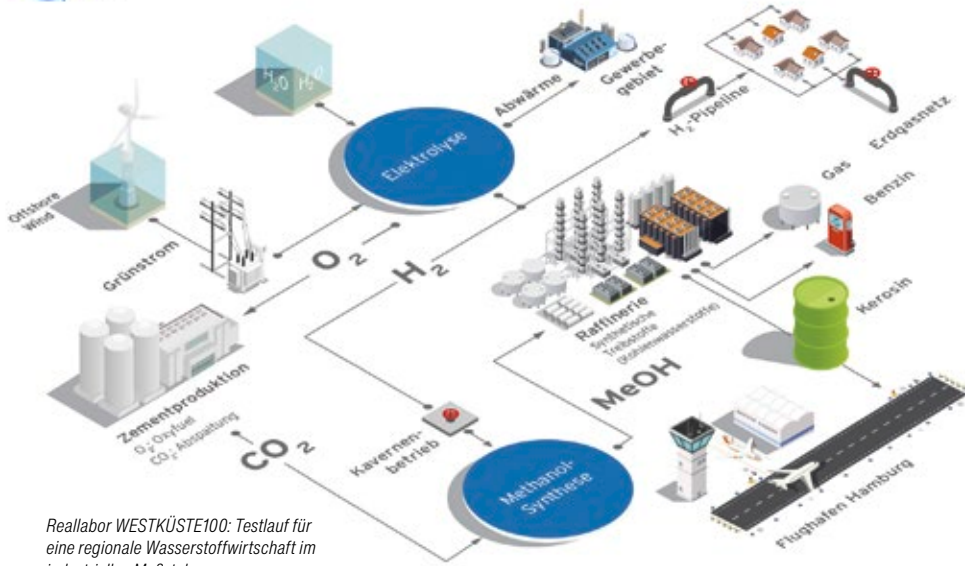 H₂O H₂O
Elektrolyse
Abwärme
Gewerbe-
gebiet
H₂-Pipeline
Erdgasnetz
Offshore
Wind
Grünstrom
O₂
H₂
Gas
Benzin
Kerosin
Raffinerie
Synthetische
Treibstoffe
(Kohlenwasserstoffe)
MeOH
Zementproduktion
O₂- Oxyfuel
CO₂- Abspaltung
CO₂
Kavernen-
betrieb
Methanol-
Synthese
Flughafen Hamburg
Reallabor WESTKÜSTE100: Testlauf für
eine regionale Wasserstoffwirtschaft im